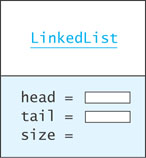 LinkedList
head =
tail =
size =